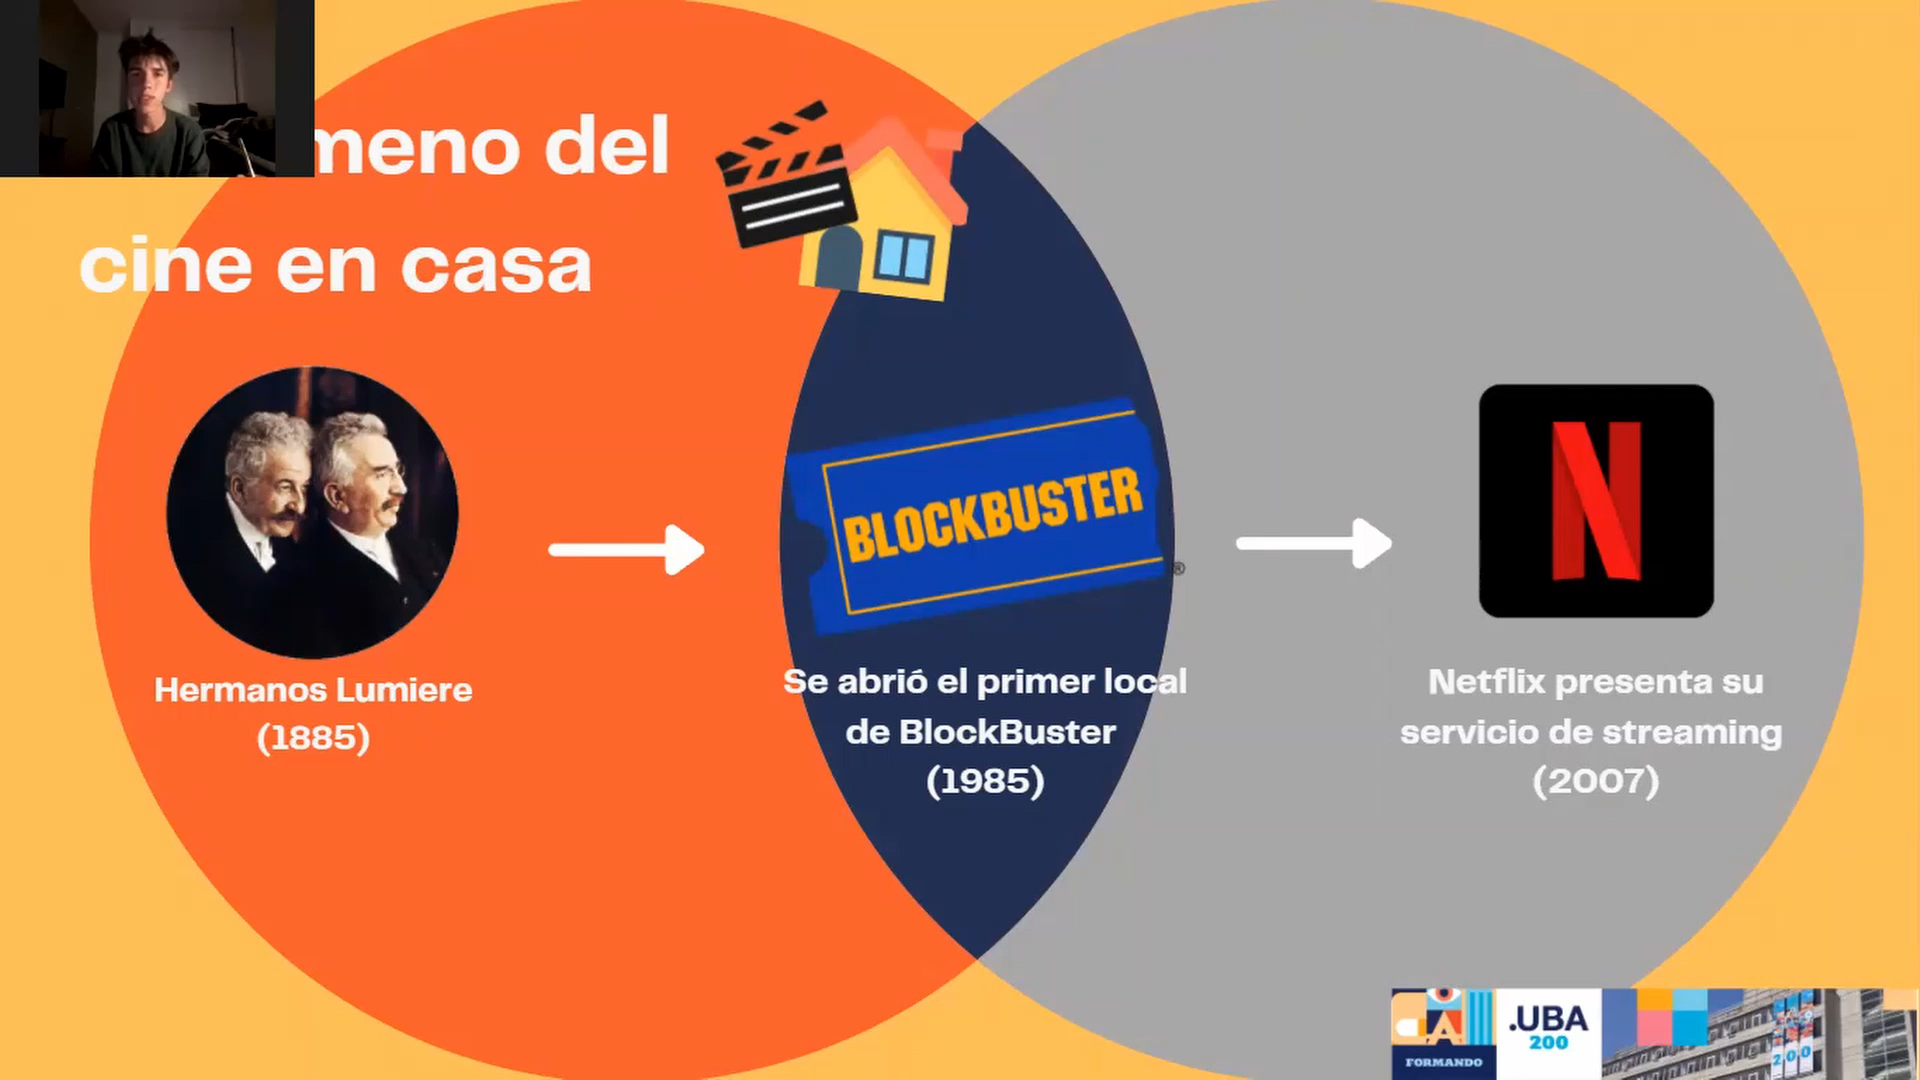 meno del
cine en casa
BLOCKBUSTER
®
Hermanos Lumiere
(1885)
Se abrió el primer local
de BlockBuster
(1985)
N
Netflix presenta su
servicio de streaming
(2007)
A
FORMANDO
.UBA
200
200